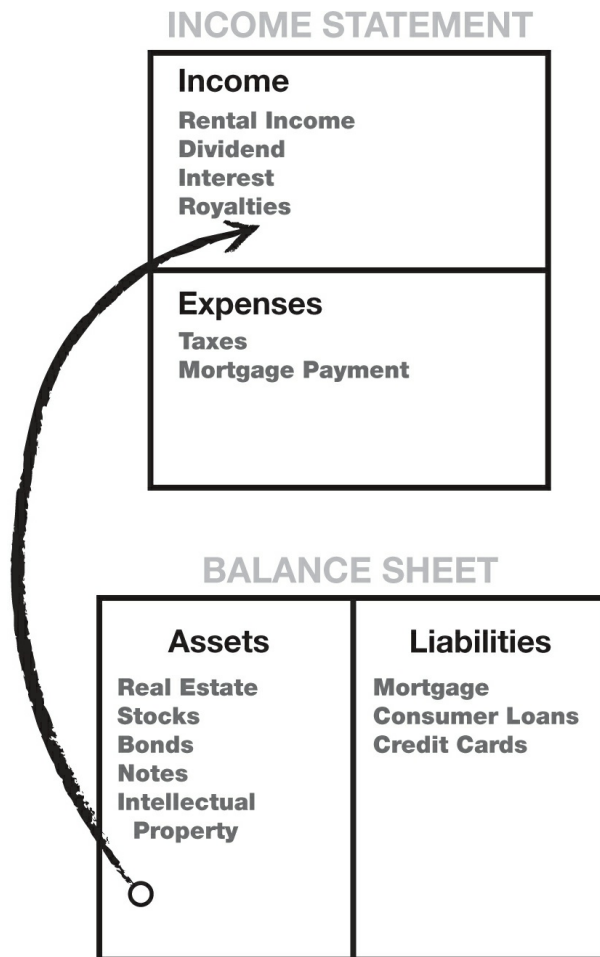 INCOME STATEMENT
Income
Rental Income
Dividend
Interest
Royalties
Expenses
Taxes
Mortgage Payment
BALANCE SHEET
Assets
Real Estate
Stocks
Bonds
Notes
Intellectual
Property
Liabilities
Mortgage
Consumer Loans
Credit Cards